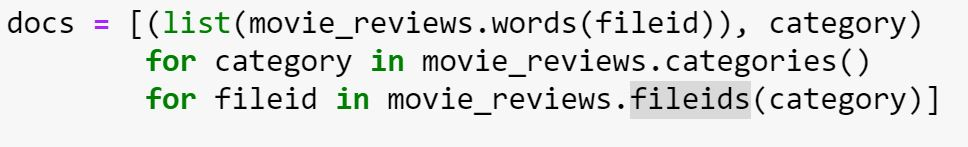 docs = [(list(movie_reviews.words(fileid)), category)
for category in movie_reviews.categories()
for fileid in movie_reviews.fileids(category)]